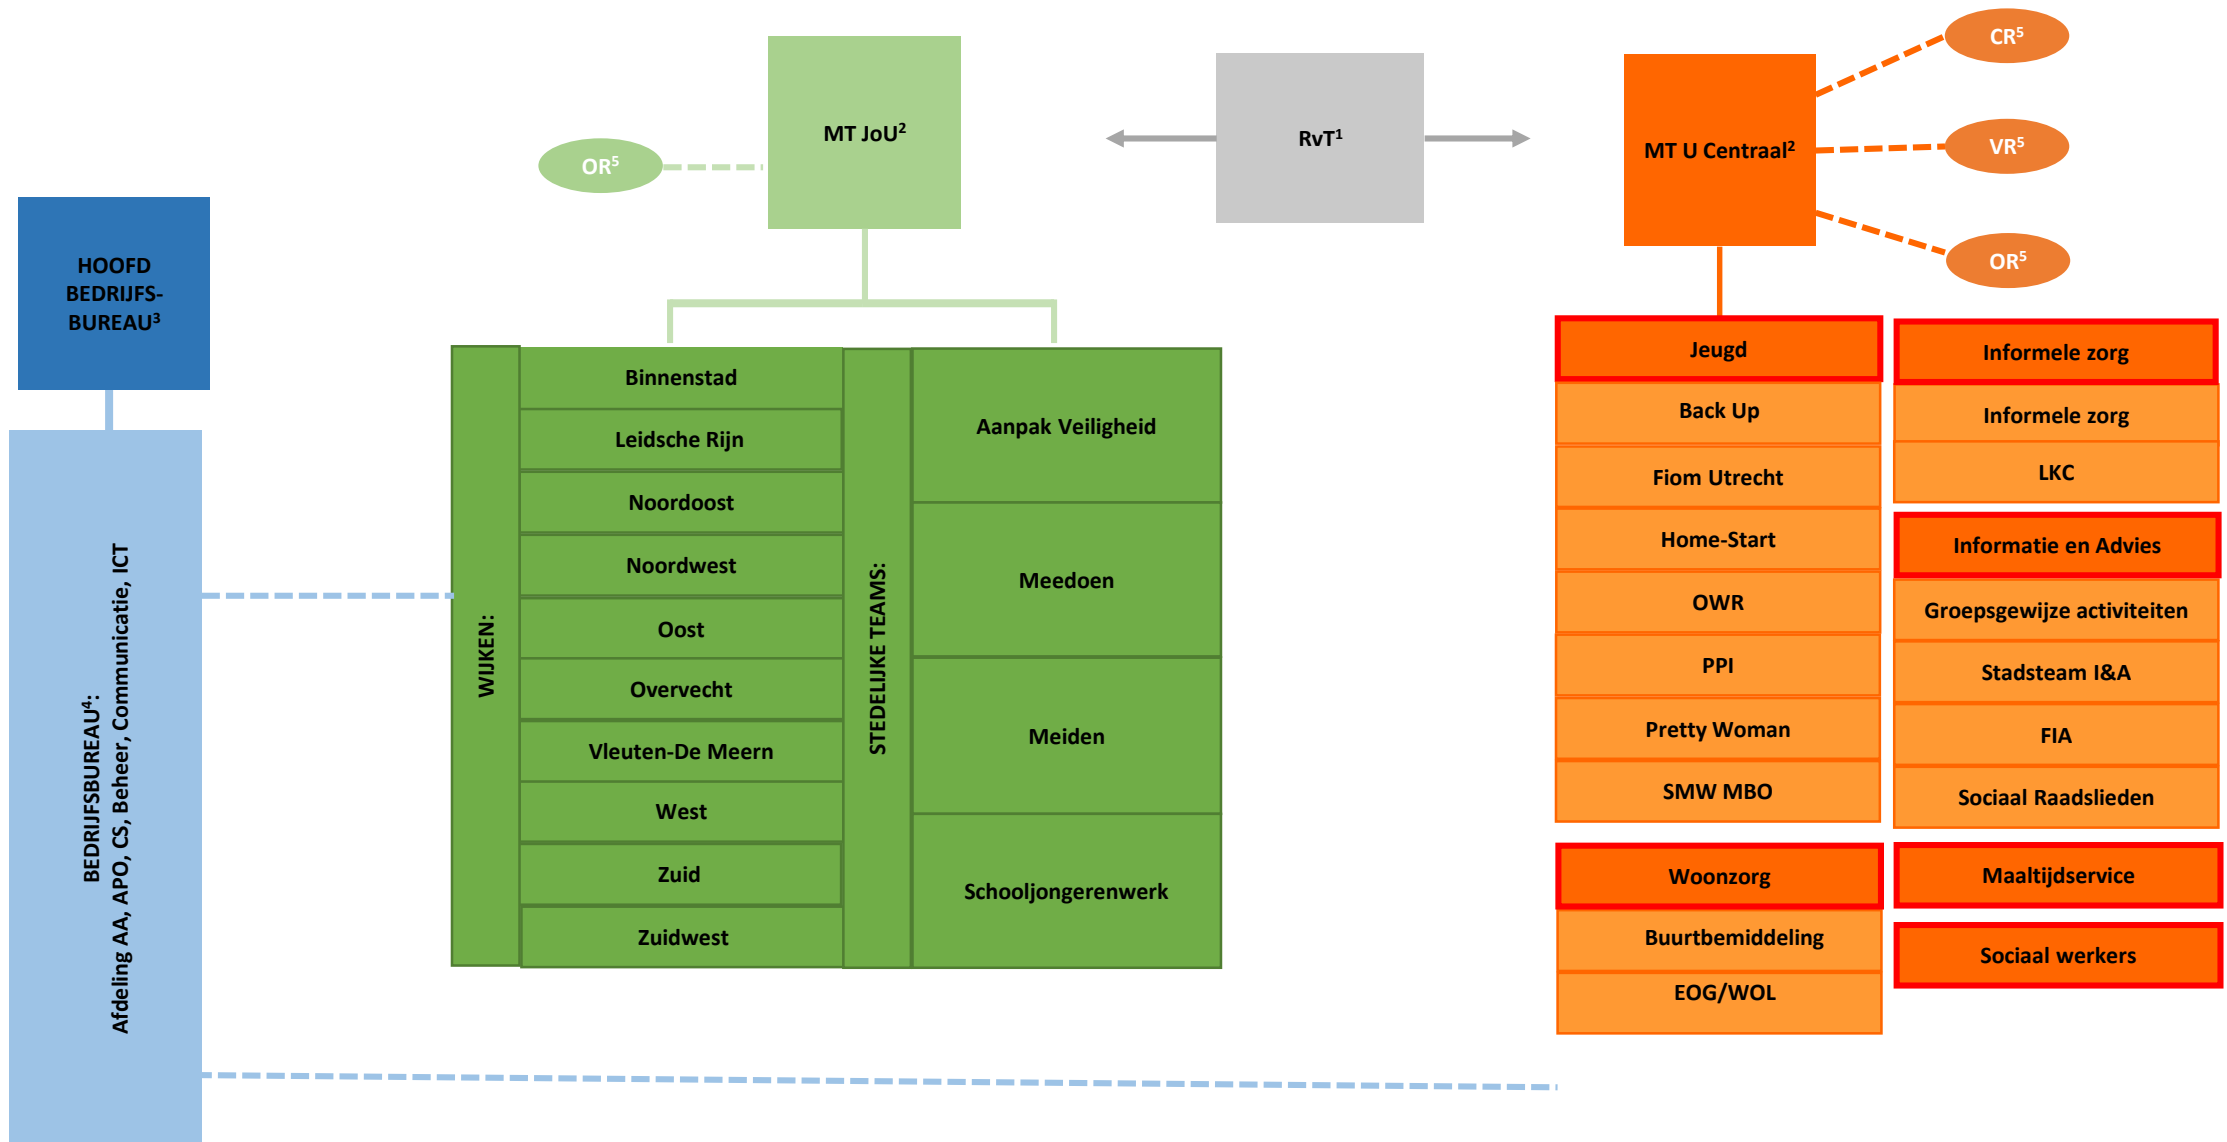 HOOFD
BEDRIJFS-
BUREAU³
BEDRIJFSBUREAU⁴:
Afdeling AA, APO, CS, Beheer, Communicatie, ICT
OR⁵
MT JoU²
WIJKEN:
Binnenstad
Leidsche Rijn
Noordoost
Noordwest
Oost
Overvecht
Vleuten-De Meern
West
Zuid
Zuidwest
STEDELIJKE TEAMS:
Aanpak Veiligheid
Meedoen
Meiden
Schooljongerenwerk
RvT¹
MT U Centraal²
CR⁵
VR⁵
OR⁵
Jeugd
Back Up
Fiom Utrecht
Home-Start
OWR
PPI
Pretty Woman
SMW MBO
Woonzorg
Buurtbemiddeling
EOG/WOL
Informele zorg
Informele zorg
LKC
Informatie en Advies
Groepsgewijze activiteiten
Stadsteam I&A
FIA
Sociaal Raadslieden
Maaltijdservice
Sociaal werkers